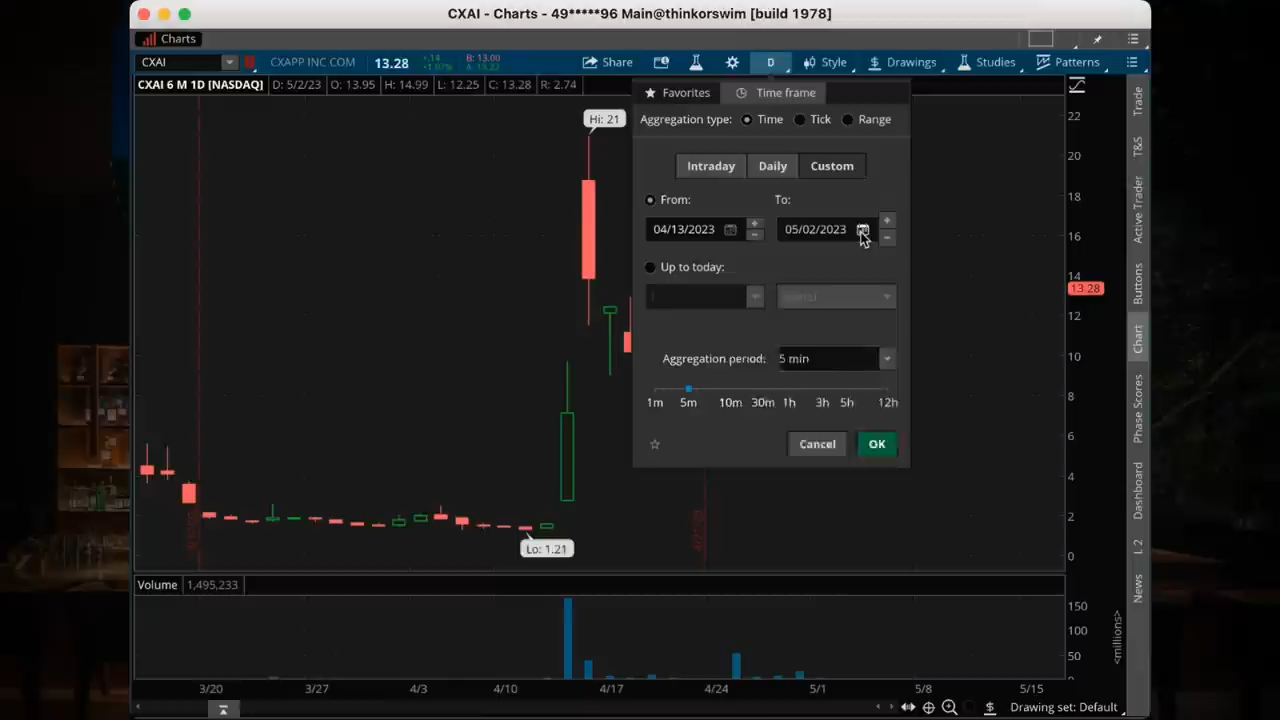 CXAI - Charts - 49*****96 Main@thinkorswim [build 1978]
Charts
CXAI
CXAPP INC COM
13.28
+.14
+1.07%
B: 13.00
Share
D
Style
Drawings
Studies
Patterns
CXAI 6 M 1D [NASDAQ]
D: 5/2/23
O: 13.95
H: 14.99
L: 12.25
C: 13.28
R: 2.74
Favorites
Time frame
Aggregation type:
Time
Tick
Range
Intraday
Daily
Custom
From:
To:
04/13/2023
05/02/2023
Up to today:
Aggregation period:
5 min
1m
5m
10m
30m
1h
3h
5h
12h
Cancel
OK
Hi: 21
Lo: 1.21
22
20
18
16
14
13.28
12
10
8
6
4
2
0
Volume
1,495,233
150
100
50
<millions>
3/20
3/27
4/3
4/10
4/17
4/24
5/1
5/8
5/15
Drawing set: Default
Trade
T&S
Active Trader
Buttons
Chart
Phase Scores
Dashboard
L 2
News